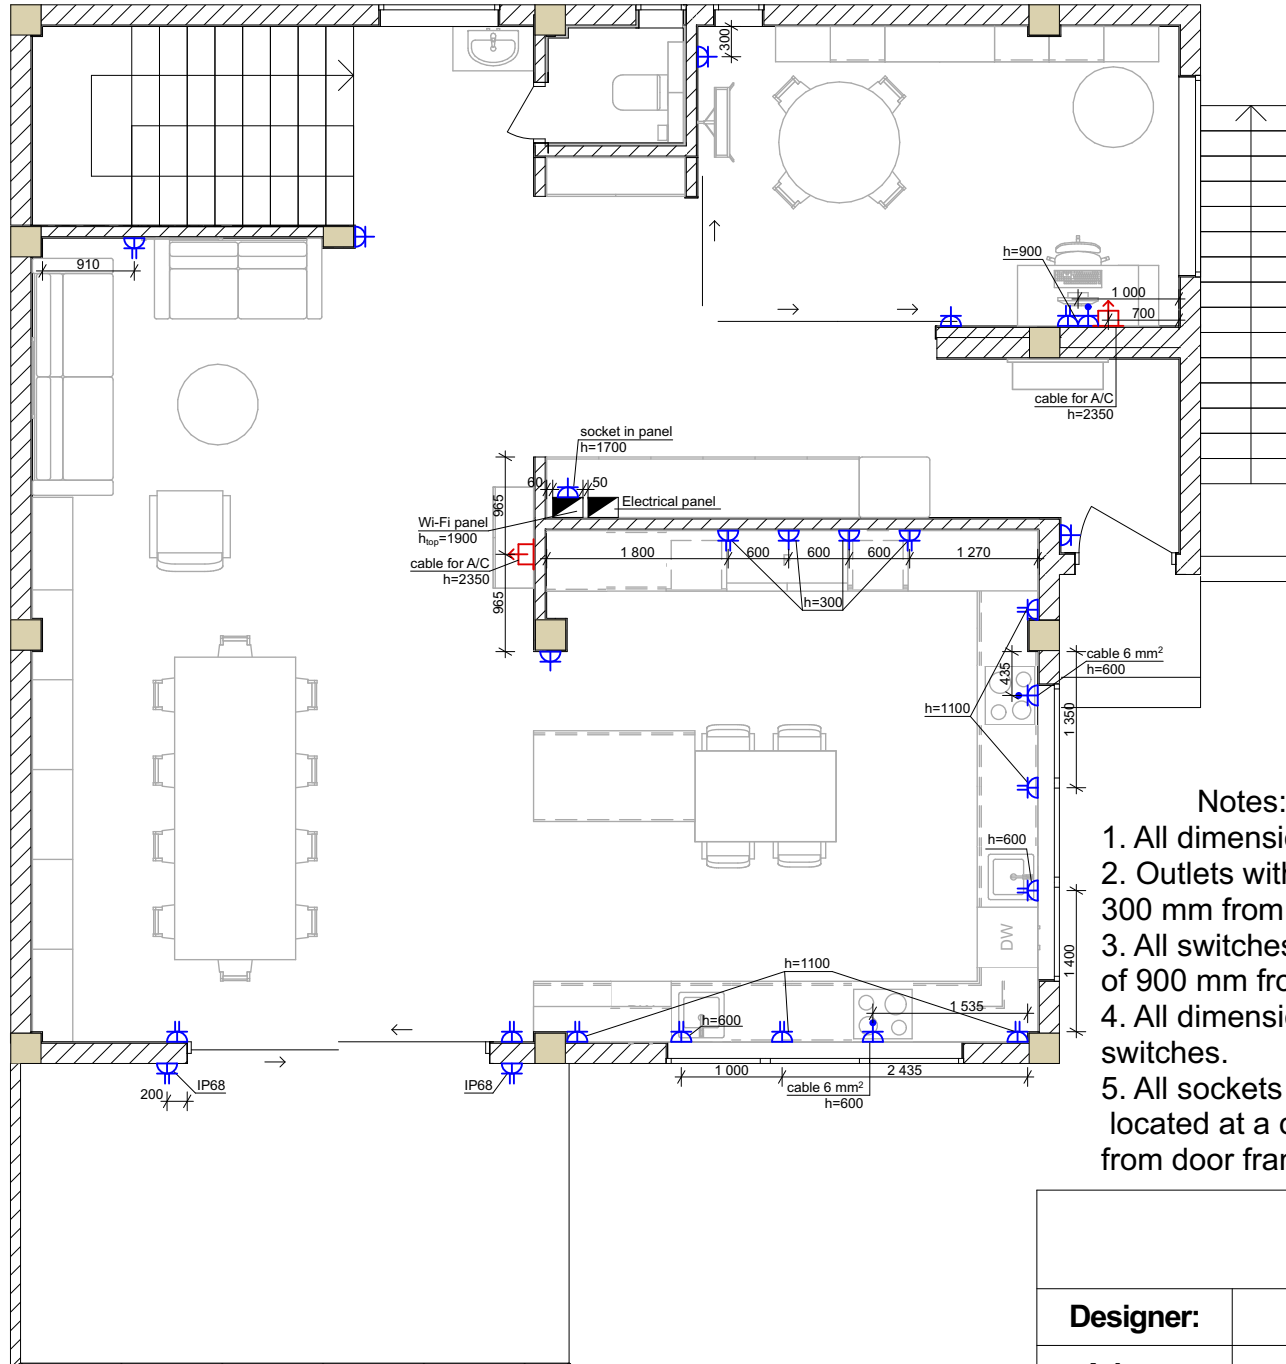 300
910
h=900
1 000
700
cable for A/C
h=2350
socket in panel
h=1700
60
50
965
Electrical panel
Wi-Fi panel
htop=1900
cable for A/C
h=2350
965
1 800
600
600
600
1 270
h=300
cable 6 mm²
h=600
435
h=1100
1 350
h=600
DW
1 400
h=1100
1 535
h=600
IP68
200
IP68
1 000
2 435
cable 6 mm²
h=600
Notes:
1. All dimensi
2. Outlets with
300 mm from
3. All switches
of 900 mm fro
4. All dimensi
switches.
5. All sockets
located at a
from door fra
Designer: